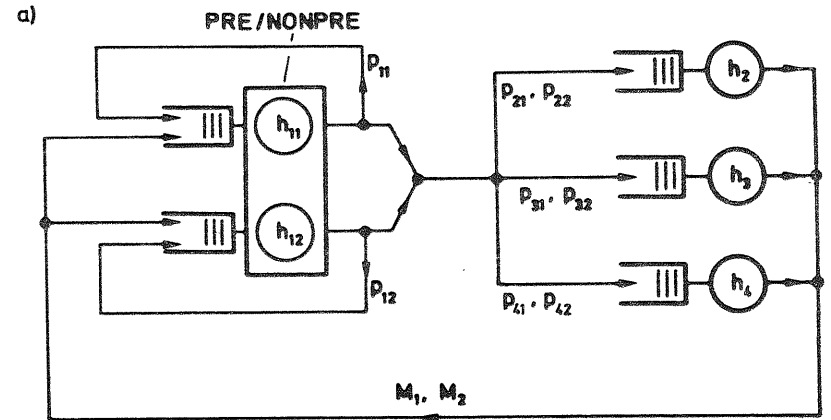 a)
PRE/NONPRE
p₁₁
h₁₁
h₁₂
p₁₂
p₂₁, p₂₂
h₂
p₃₁, p₃₂
h₃
p₄₁, p₄₂
h₄
M₁, M₂